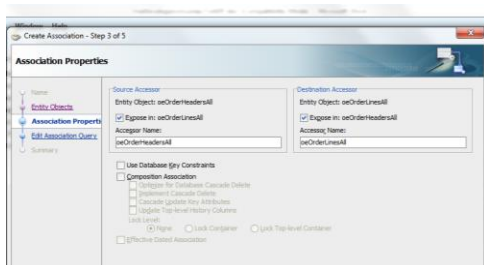 Window Help
Create Association - Step 3 of 5
Association Properties
Name
Entity Objects
Association Properti
Edit Association Query
Summary
Source Accessor
Entity Object: oeOrderHeadersAll
Expose in: oeOrderLinesAll
Accessor Name:
oeOrderHeadersAll
Destination Accessor
Entity Object: oeOrderLinesAll
Expose in: oeOrderHeadersAll
Accessor Name:
oeOrderLinesAll
Use Database Key Constraints
Composition Association
Optimize for Database Cascade Delete
Implement Cascade Delete
Cascade Update Key Attributes
Update Top-level History Columns
Lock Level:
None Lock Container Lock Top-level Container
Effective Dated Association